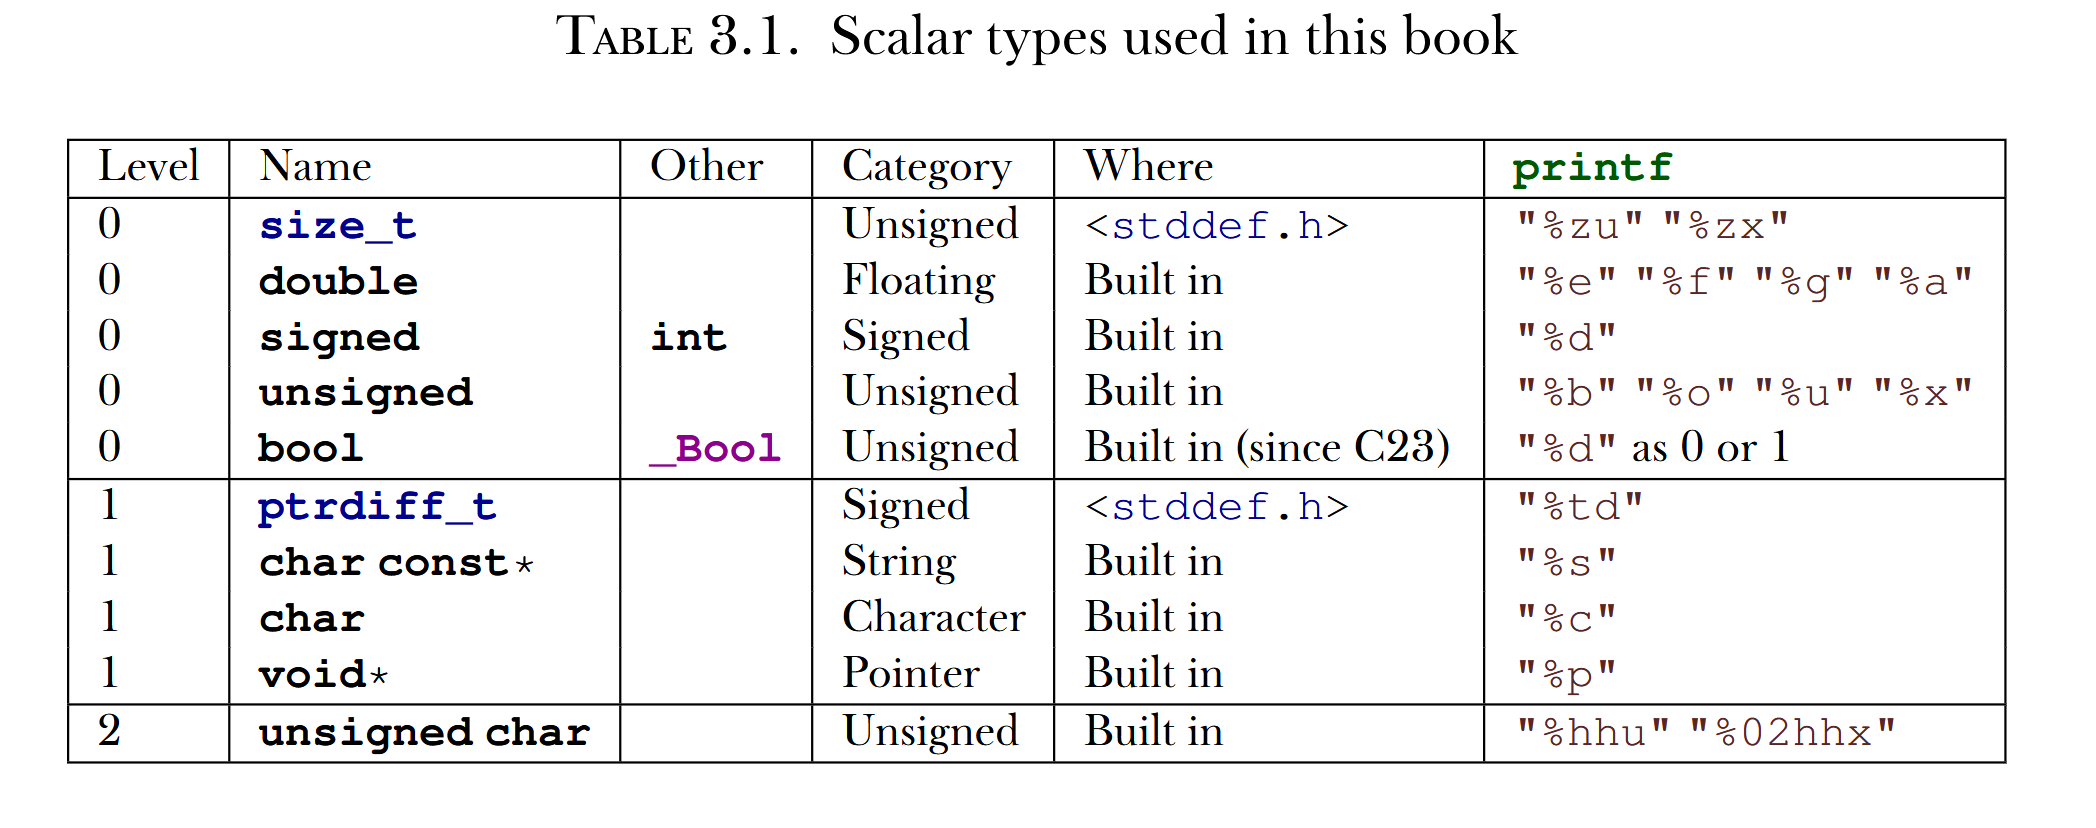 TABLE 3.1. Scalar types used in this book
Level Name Other Category Where printf
0 size_t Unsigned <stddef.h> "%zu" "%zx"
0 double Floating Built in "%e" "%f" "%g" "%a"
0 signed int Signed Built in "%d"
0 unsigned Unsigned Built in "%b" "%o" "%u" "%x"
0 bool _Bool Unsigned Built in (since C23) "%d" as 0 or 1
1 ptrdiff_t Signed <stddef.h> "%td"
1 char const* String Built in "%s"
1 char Character Built in "%c"
1 void* Pointer Built in "%p"
2 unsigned char Unsigned Built in "%hhu" "%02hhx"